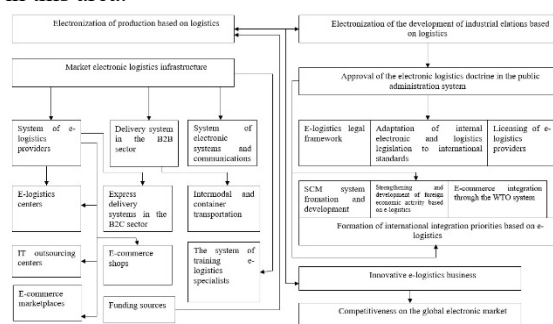 in this area.
Electronization of production based on
logistics
Electronization of the development of industrial elations based
on logistics
Market electronic logistics infrastructure
Approval of the electronic logistics doctrine in the public
administration system
System of e-
logistics
providers
Delivery system
in the B2B
sector
System of
electronic
systems and
communications
E-logistics legal
framework
Adaptation of internal
electronic and logistics
legislation to international
standards
Licensing of e-
logistics
providers
E-logistics
centers
Express
delivery
systems in the
B2C sector
Intermodal and
container
transportation
SCM system
fromation and
development
Strengthening and
development of foreign
economic activity based
on e-logistics
E-commerce integration
through the WTO system
Formation of international integration priorities based on e-
logistics
IT outsourcing
centers
E-commerce
shops
The system of
training e-
logistics
specialists
Innovative e-logistics business
E-commerce
marketplaces
Funding sources
Competitiveness on the global electronic market